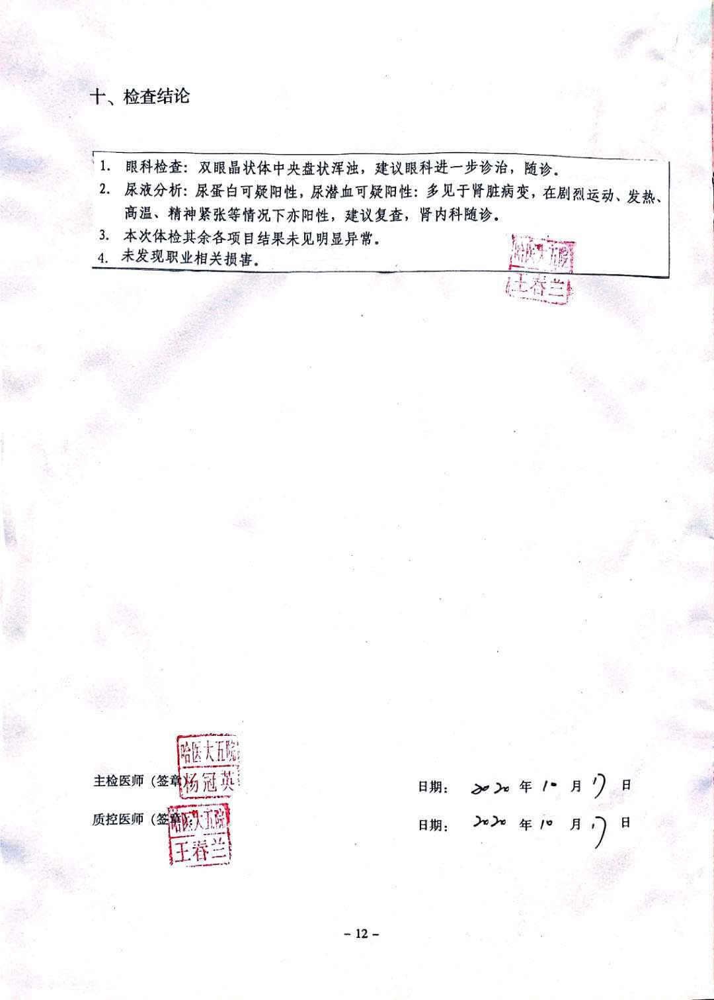 十、检查结论
1. 眼科检查：双眼晶状体中央盘状浑浊，建议眼科进一步诊治，随诊。
2. 尿液分析：尿蛋白可疑阳性，尿潜血可疑阳性：多见于肾脏病变，在剧烈运动、发热、
高温、精神紧张等情况下亦阳性，建议复查，肾内科随诊。
3. 本次体检其余各项目结果未见明显异常。
4. 未发现职业相关损害。
哈医大五院
王春兰
哈医大五院
主检医师（签章）：杨冠英
日期： 2020 年 10 月 17 日
质控医师（签章）：哈医大五院
日期： 2020 年 10 月 17 日
王春兰
- 12 -